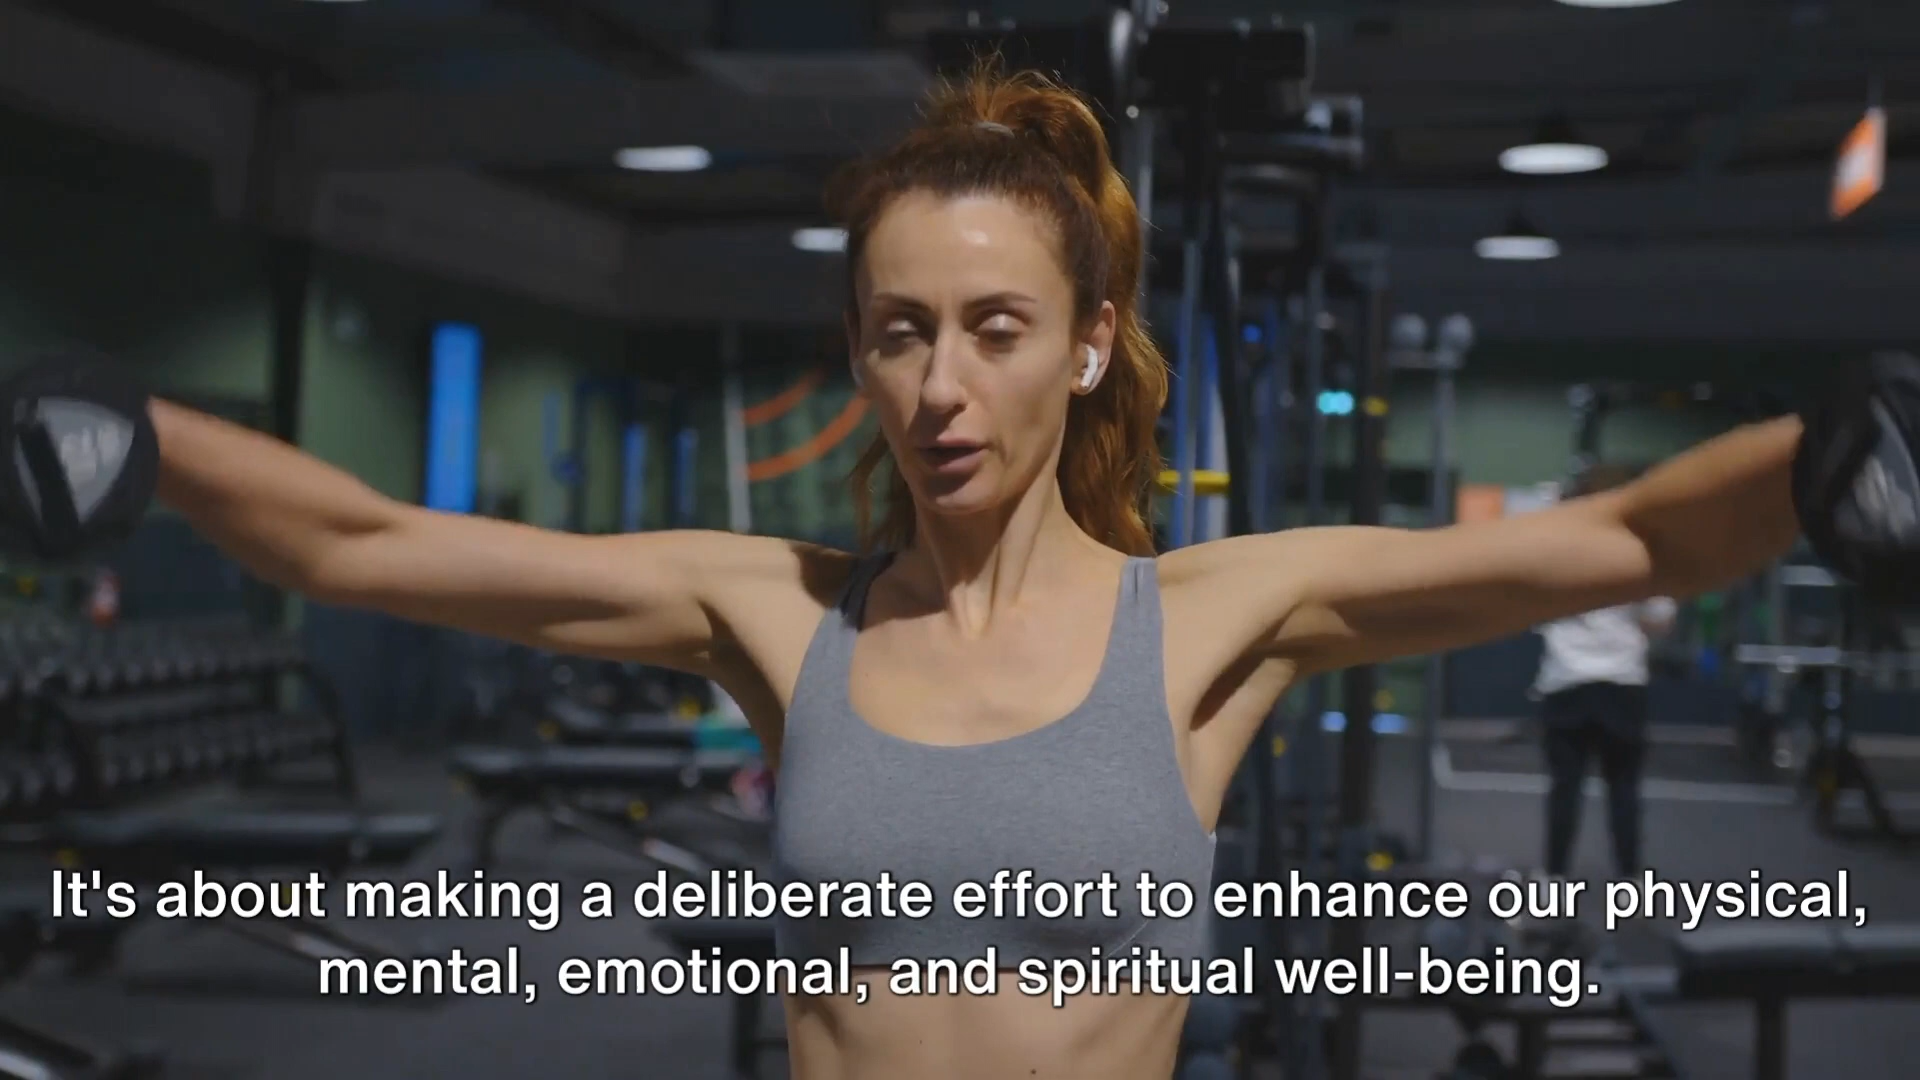 It's about making a deliberate effort to enhance our physical,
mental, emotional, and spiritual well-being.